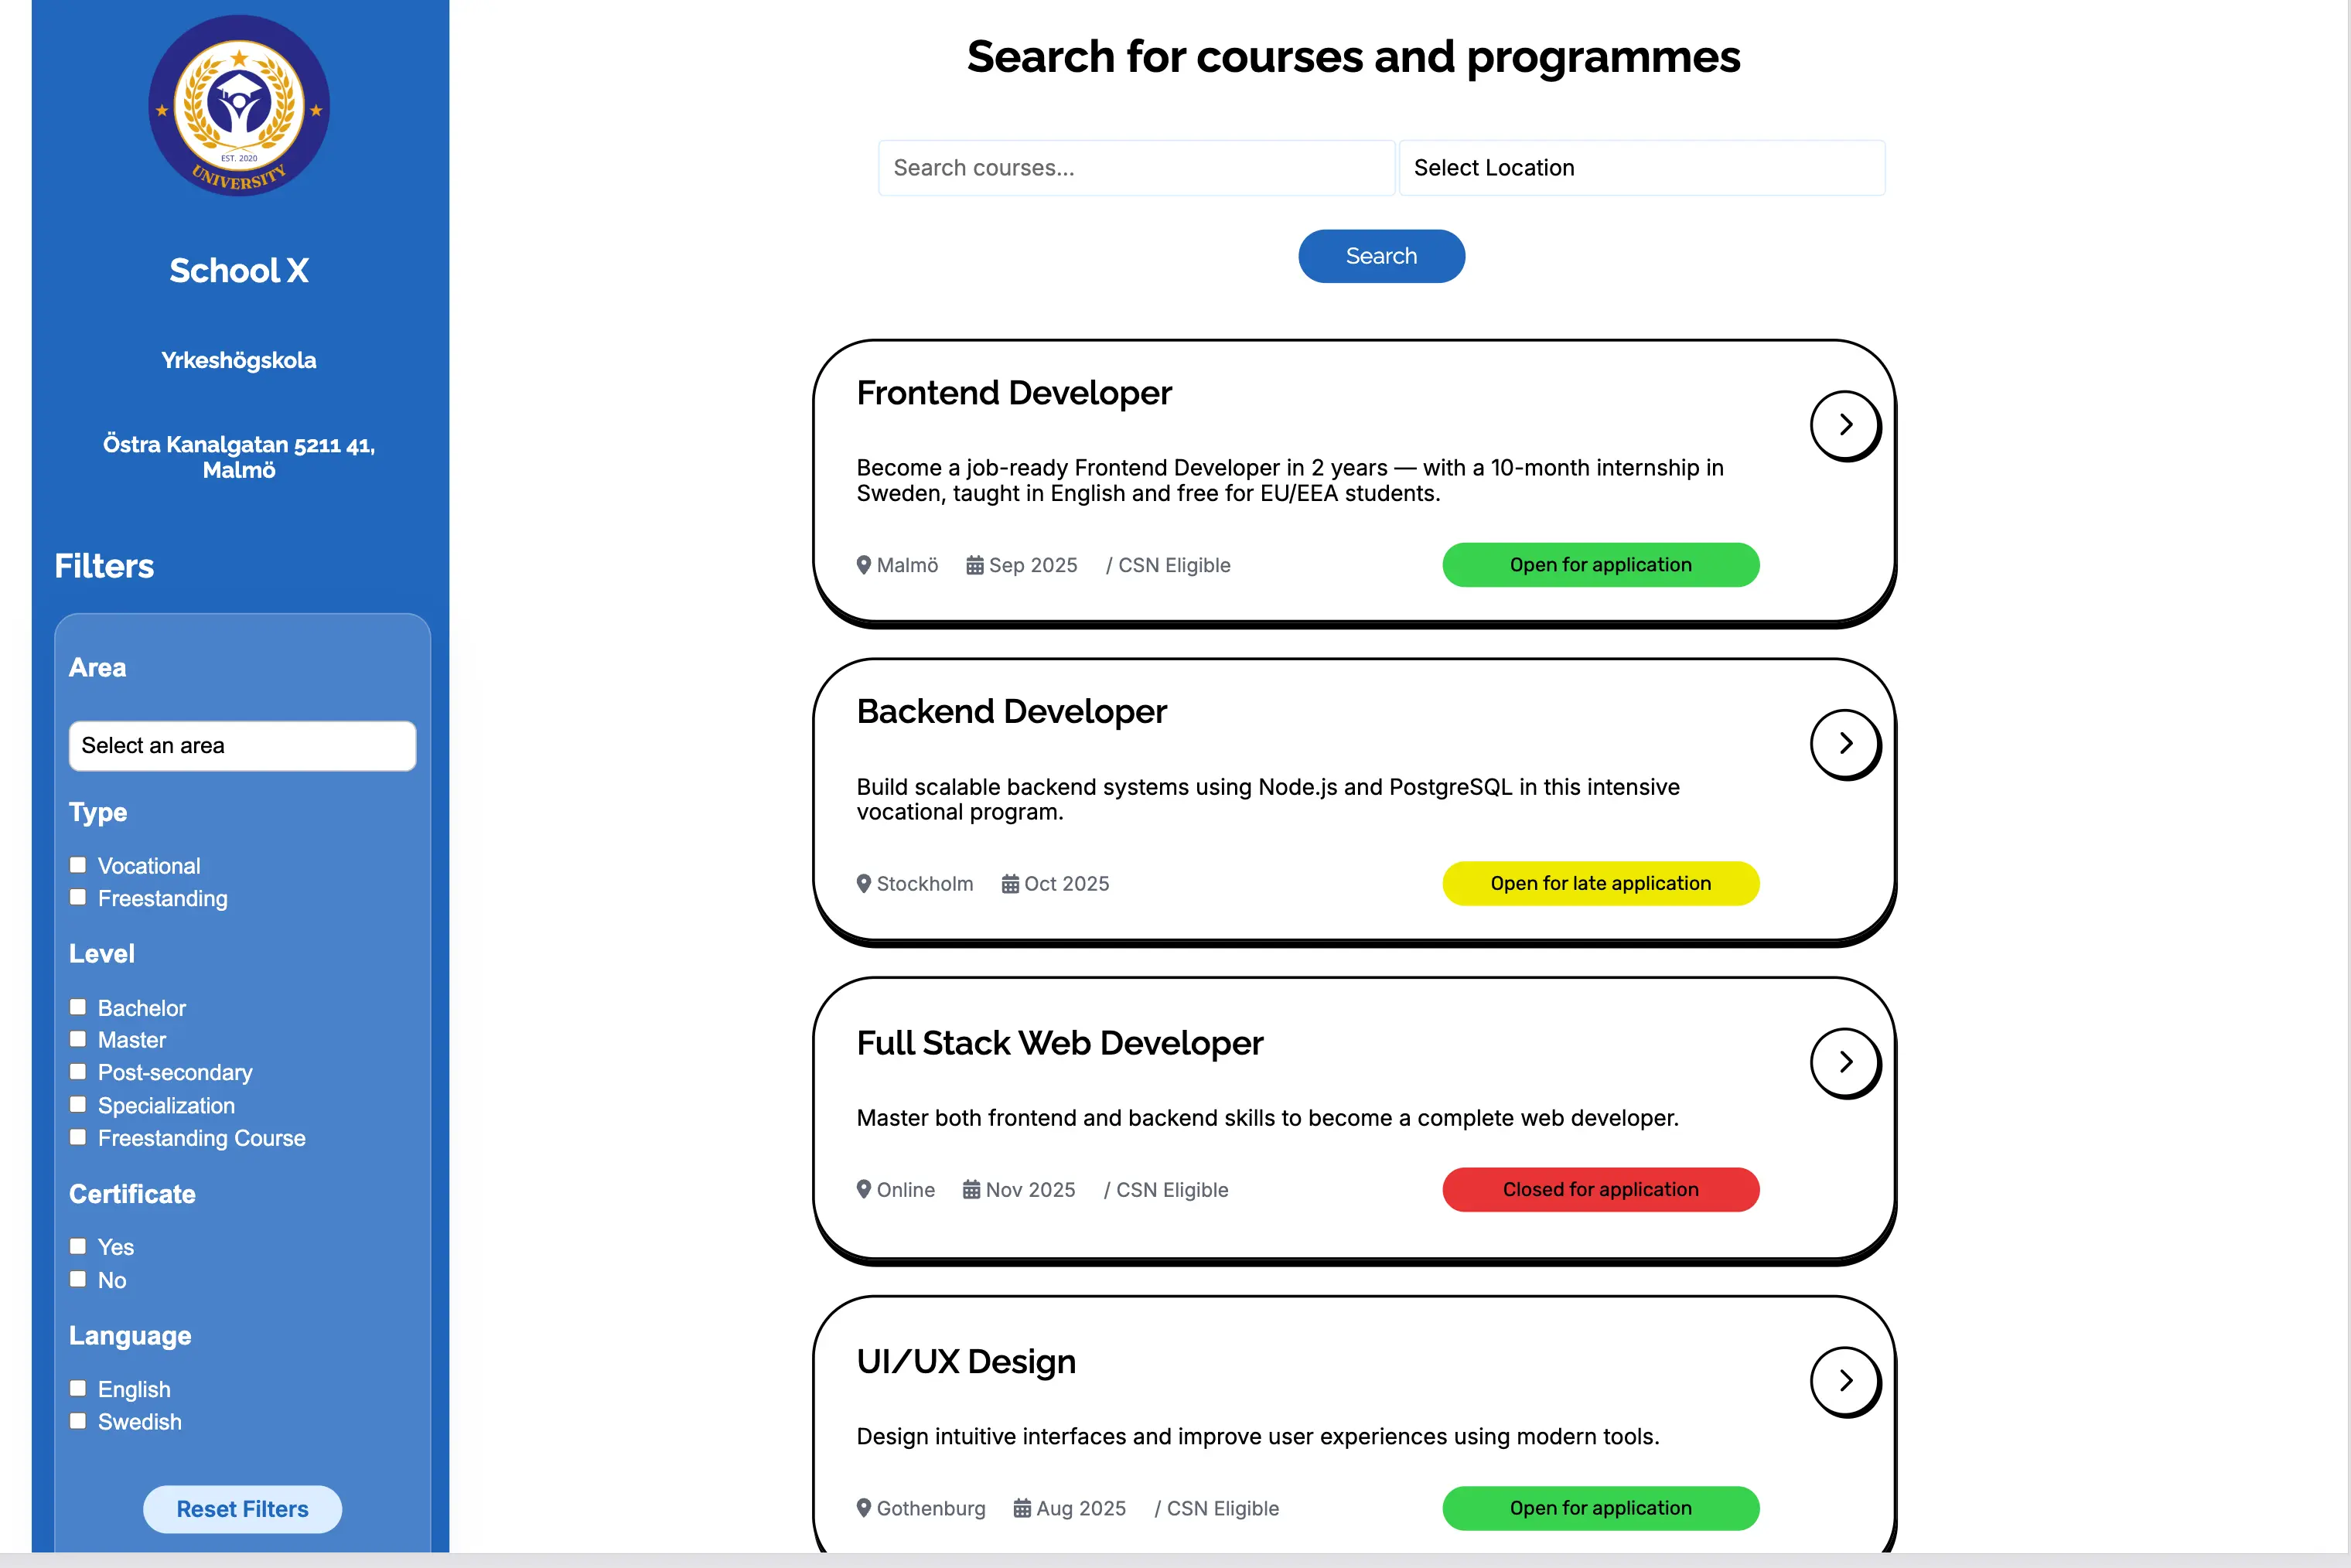 EST. 2020
UNIVERSITY
School X
Yrkeshögskola
Östra Kanalgatan 5211 41,
Malmö
Filters
Area
Select an area
Type
Vocational
Freestanding
Level
Bachelor
Master
Post-secondary
Specialization
Freestanding Course
Certificate
Yes
No
Language
English
Swedish
Reset Filters
Search for courses and programmes
Search courses...
Select Location
Search
Frontend Developer
Become a job-ready Frontend Developer in 2 years — with a 10-month internship in
Sweden, taught in English and free for EU/EEA students.
Malmö Sep 2025 / CSN Eligible Open for application
Backend Developer
Build scalable backend systems using Node.js and PostgreSQL in this intensive
vocational program.
Stockholm Oct 2025 Open for late application
Full Stack Web Developer
Master both frontend and backend skills to become a complete web developer.
Online Nov 2025 / CSN Eligible Closed for application
UI/UX Design
Design intuitive interfaces and improve user experiences using modern tools.
Gothenburg Aug 2025 / CSN Eligible Open for application